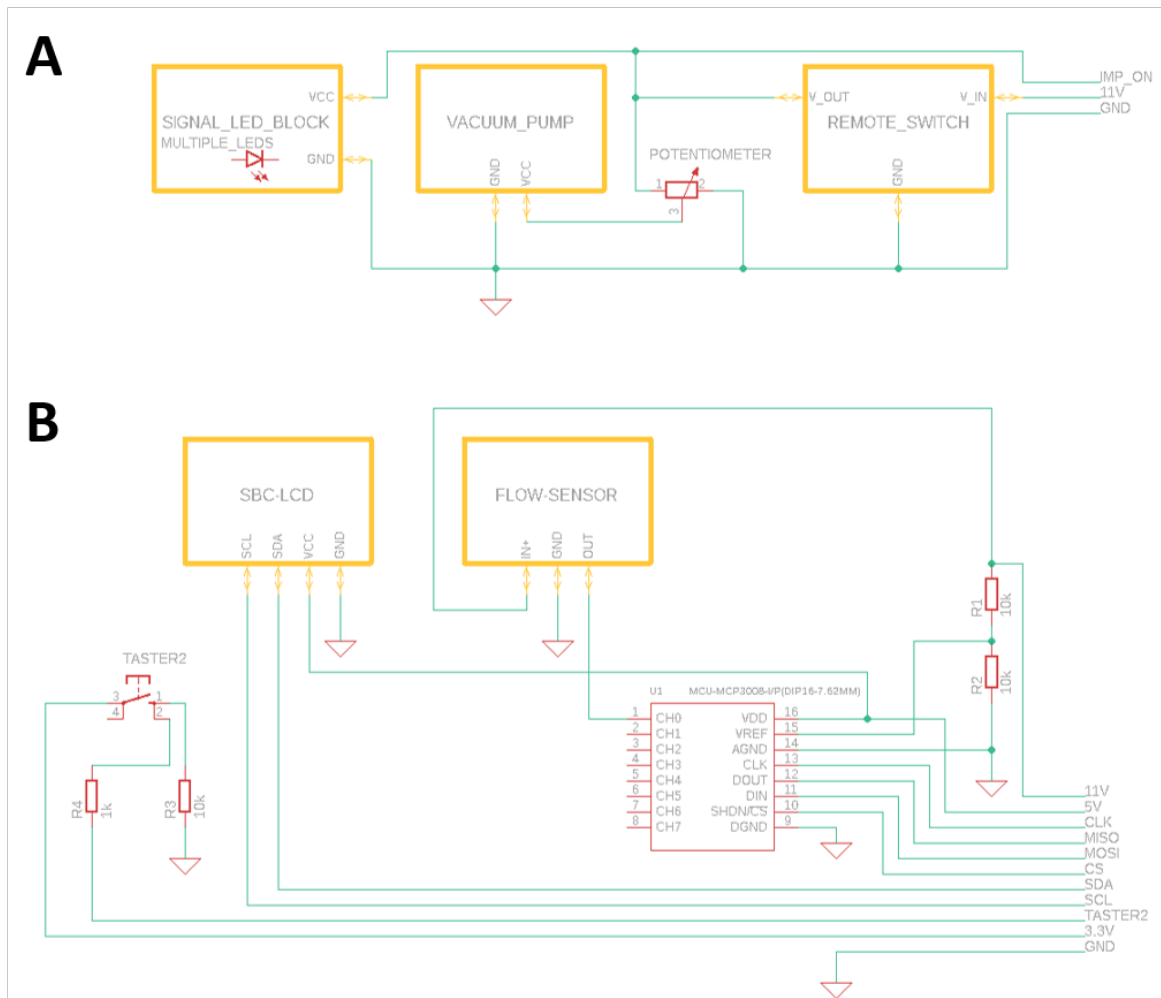 A
IMP_ON
11V
GND
VCC
SIGNAL_LED_BLOCK
MULTIPLE_LEDS
GND
VACUUM_PUMP
GND
VCC
POTENTIOMETER
1
2
3
V_OUT
V_IN
REMOTE_SWITCH
GND
B
SBC-LCD
SCL
SDA
VCC
GND
FLOW-SENSOR
IN+
GND
OUT
R1
10k
R2
10k
TASTER2
3
1
4
2
R4
1k
R3
10k
U1
MCU-MCP3008-I/P(DIP16-7.62MM)
1 CH0 VDD 16
2 CH1 VREF 15
3 CH2 AGND 14
4 CH3 CLK 13
5 CH4 DOUT 12
6 CH5 DIN 11
7 CH6 SHDN/CS 10
8 CH7 DGND 9
11V
5V
CLK
MISO
MOSI
CS
SDA
SCL
TASTER2
3.3V
GND